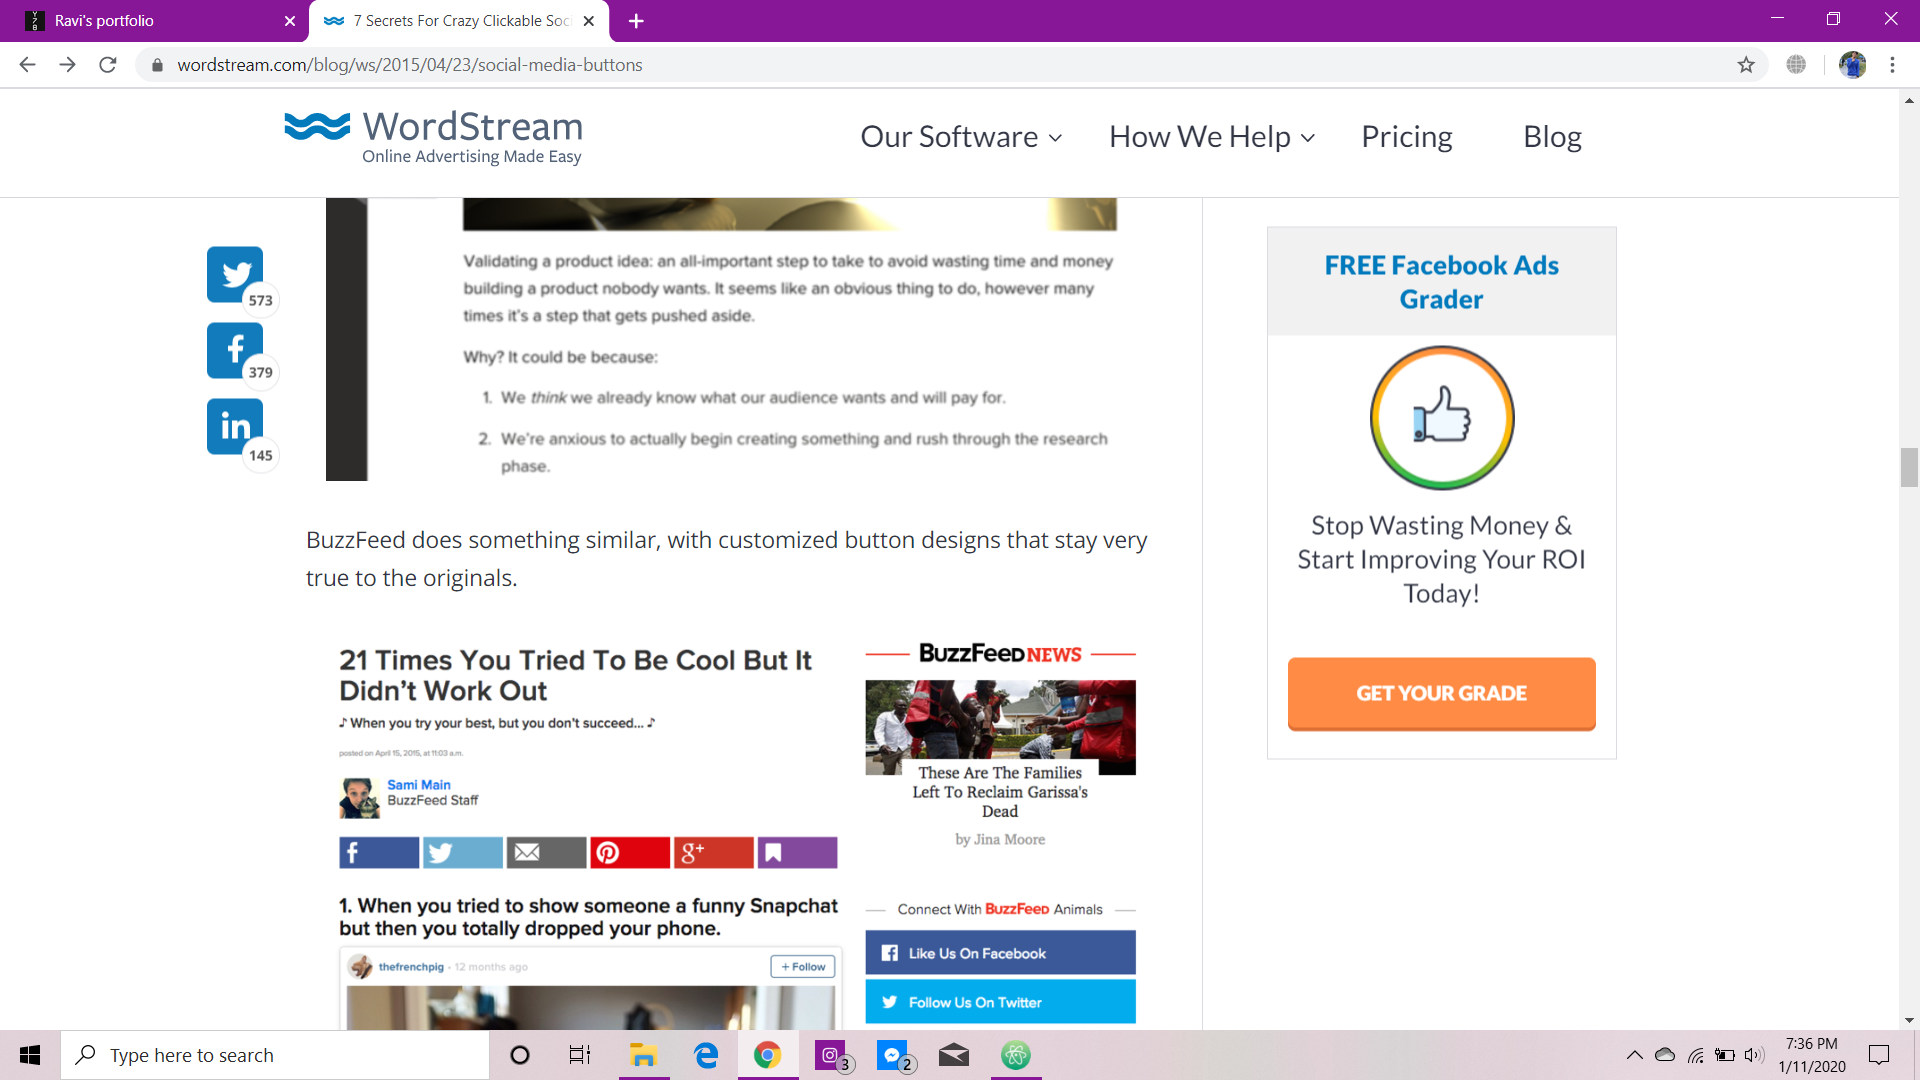 Ravi's portfolio
7 Secrets For Crazy Clickable Soc
wordstream.com/blog/ws/2015/04/23/social-media-buttons
WordStream
Online Advertising Made Easy
Our Software
How We Help
Pricing
Blog
573
379
in
145
Validating a product idea: an all-important step to take to avoid wasting time and money
building a product nobody wants. It seems like an obvious thing to do, however many
times it's a step that gets pushed aside.
Why? It could be because:
1. We think we already know what our audience wants and will pay for.
2. We're anxious to actually begin creating something and rush through the research
phase.
BuzzFeed does something similar, with customized button designs that stay very
true to the originals.
21 Times You Tried To Be Cool But It
Didn't Work Out
♪ When you try your best, but you don't succeed... ♪
posted on April 15, 2015, at 11:03 a.m.
Sami Main
BuzzFeed Staff
g+
1. When you tried to show someone a funny Snapchat
but then you totally dropped your phone.
thefrenchpig - 12 months ago
+ Follow
BuzzFeed NEWS
These Are The Families
Left To Reclaim Garissa's
Dead
by Jina Moore
Connect With BuzzFeed Animals
Like Us On Facebook
Follow Us On Twitter
FREE Facebook Ads
Grader
Stop Wasting Money &
Start Improving Your ROI
Today!
GET YOUR GRADE
Type here to search
3
2
7:36 PM
1/11/2020